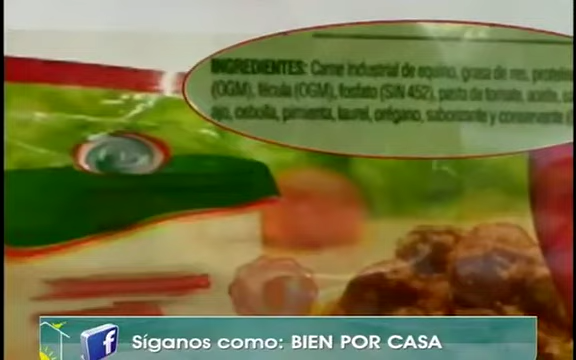 INGREDIENTES: Carne industrial de equino, grasa de res, proteína
(OGM), fécula (OGM), fosfato (SIN 452), pasta de tomate, aceite,
ajo, cebolla, pimienta, laurel, orégano, saborizante y conservante
Síganos como: BIEN POR CASA